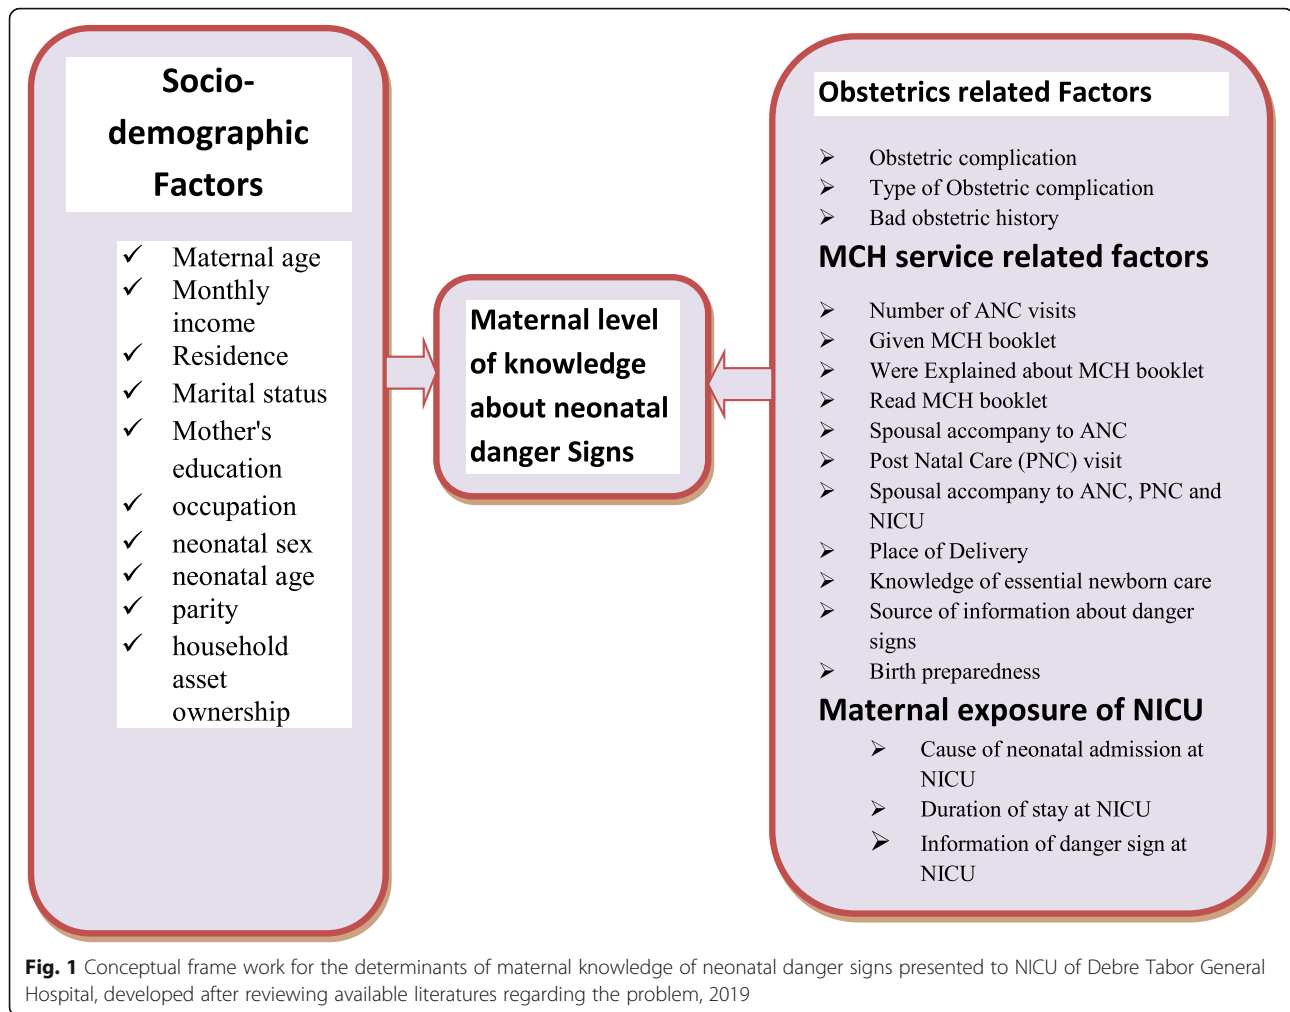 Socio-
demographic
Factors
✓ Maternal age
✓ Monthly
income
✓ Residence
✓ Marital status
✓ Mother's
education
✓ occupation
✓ neonatal sex
✓ neonatal age
✓ parity
✓ household
asset
ownership
Maternal level
of knowledge
about neonatal
danger Signs
Obstetrics related Factors
➢ Obstetric complication
➢ Type of Obstetric complication
➢ Bad obstetric history
MCH service related factors
➢ Number of ANC visits
➢ Given MCH booklet
➢ Were Explained about MCH booklet
➢ Read MCH booklet
➢ Spousal accompany to ANC
➢ Post Natal Care (PNC) visit
➢ Spousal accompany to ANC, PNC and
NICU
➢ Place of Delivery
➢ Knowledge of essential newborn care
➢ Source of information about danger
signs
➢ Birth preparedness
Maternal exposure of NICU
➢ Cause of neonatal admission at
NICU
➢ Duration of stay at NICU
➢ Information of danger sign at
NICU
Fig. 1 Conceptual frame work for the determinants of maternal knowledge of neonatal danger signs presented to NICU of Debre Tabor General
Hospital, developed after reviewing available literatures regarding the problem, 2019